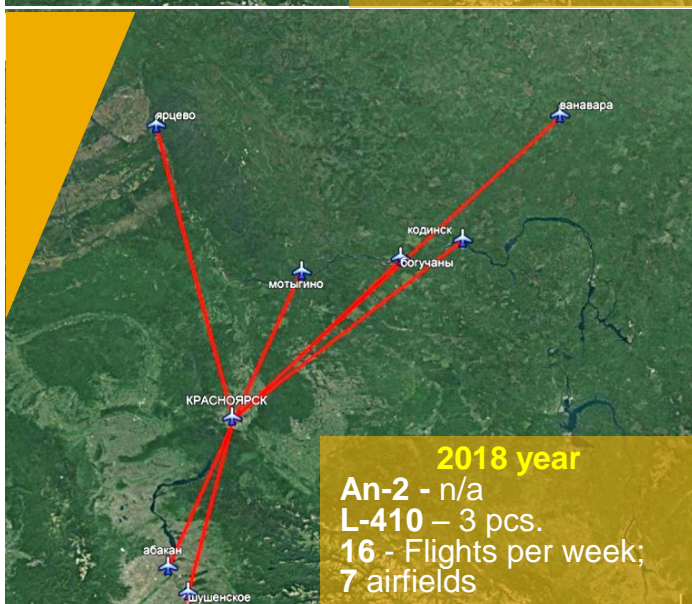 ярцево
ванавара
кодинск
богучаны
мотыгино
КРАСНОЯРСК
абакан
шушенское
2018 year
An-2 - n/a
L-410 – 3 pcs.
16 - Flights per week;
7 airfields